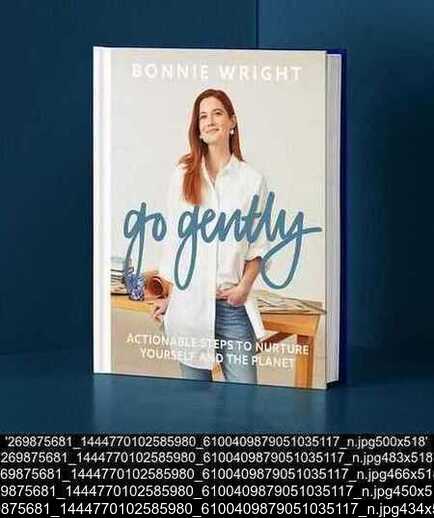 BONNIE WRIGHT
go gently
ACTIONABLE STEPS TO NURTURE
YOURSELF AND THE PLANET
'269875681_1444770102585980_6100409879051035117_n.jpg500x518'
269875681_1444770102585980_6100409879051035117_n.jpg483x518
69875681_1444770102585980_6100409879051035117_n.jpg466x51
9875681_1444770102585980_6100409879051035117_n.jpg450x5
875681_1444770102585980_6100409879051035117_n.jpg434x5